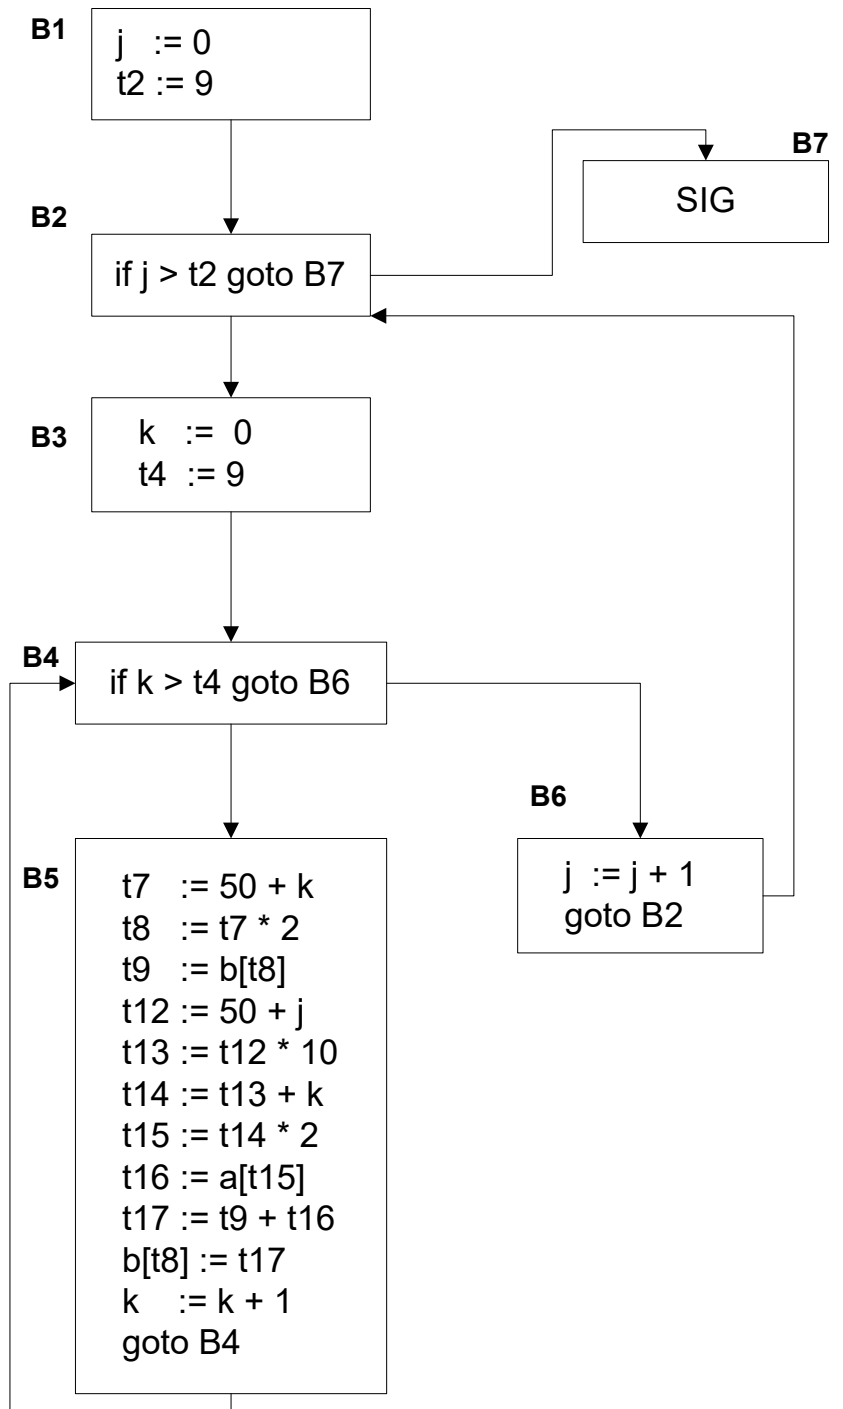 B1
j := 0
t2 := 9
B7
SIG
B2
if j > t2 goto B7
B3
k := 0
t4 := 9
B4
if k > t4 goto B6
B6
j := j + 1
goto B2
B5
t7 := 50 + k
t8 := t7 * 2
t9 := b[t8]
t12 := 50 + j
t13 := t12 * 10
t14 := t13 + k
t15 := t14 * 2
t16 := a[t15]
t17 := t9 + t16
b[t8] := t17
k := k + 1
goto B4